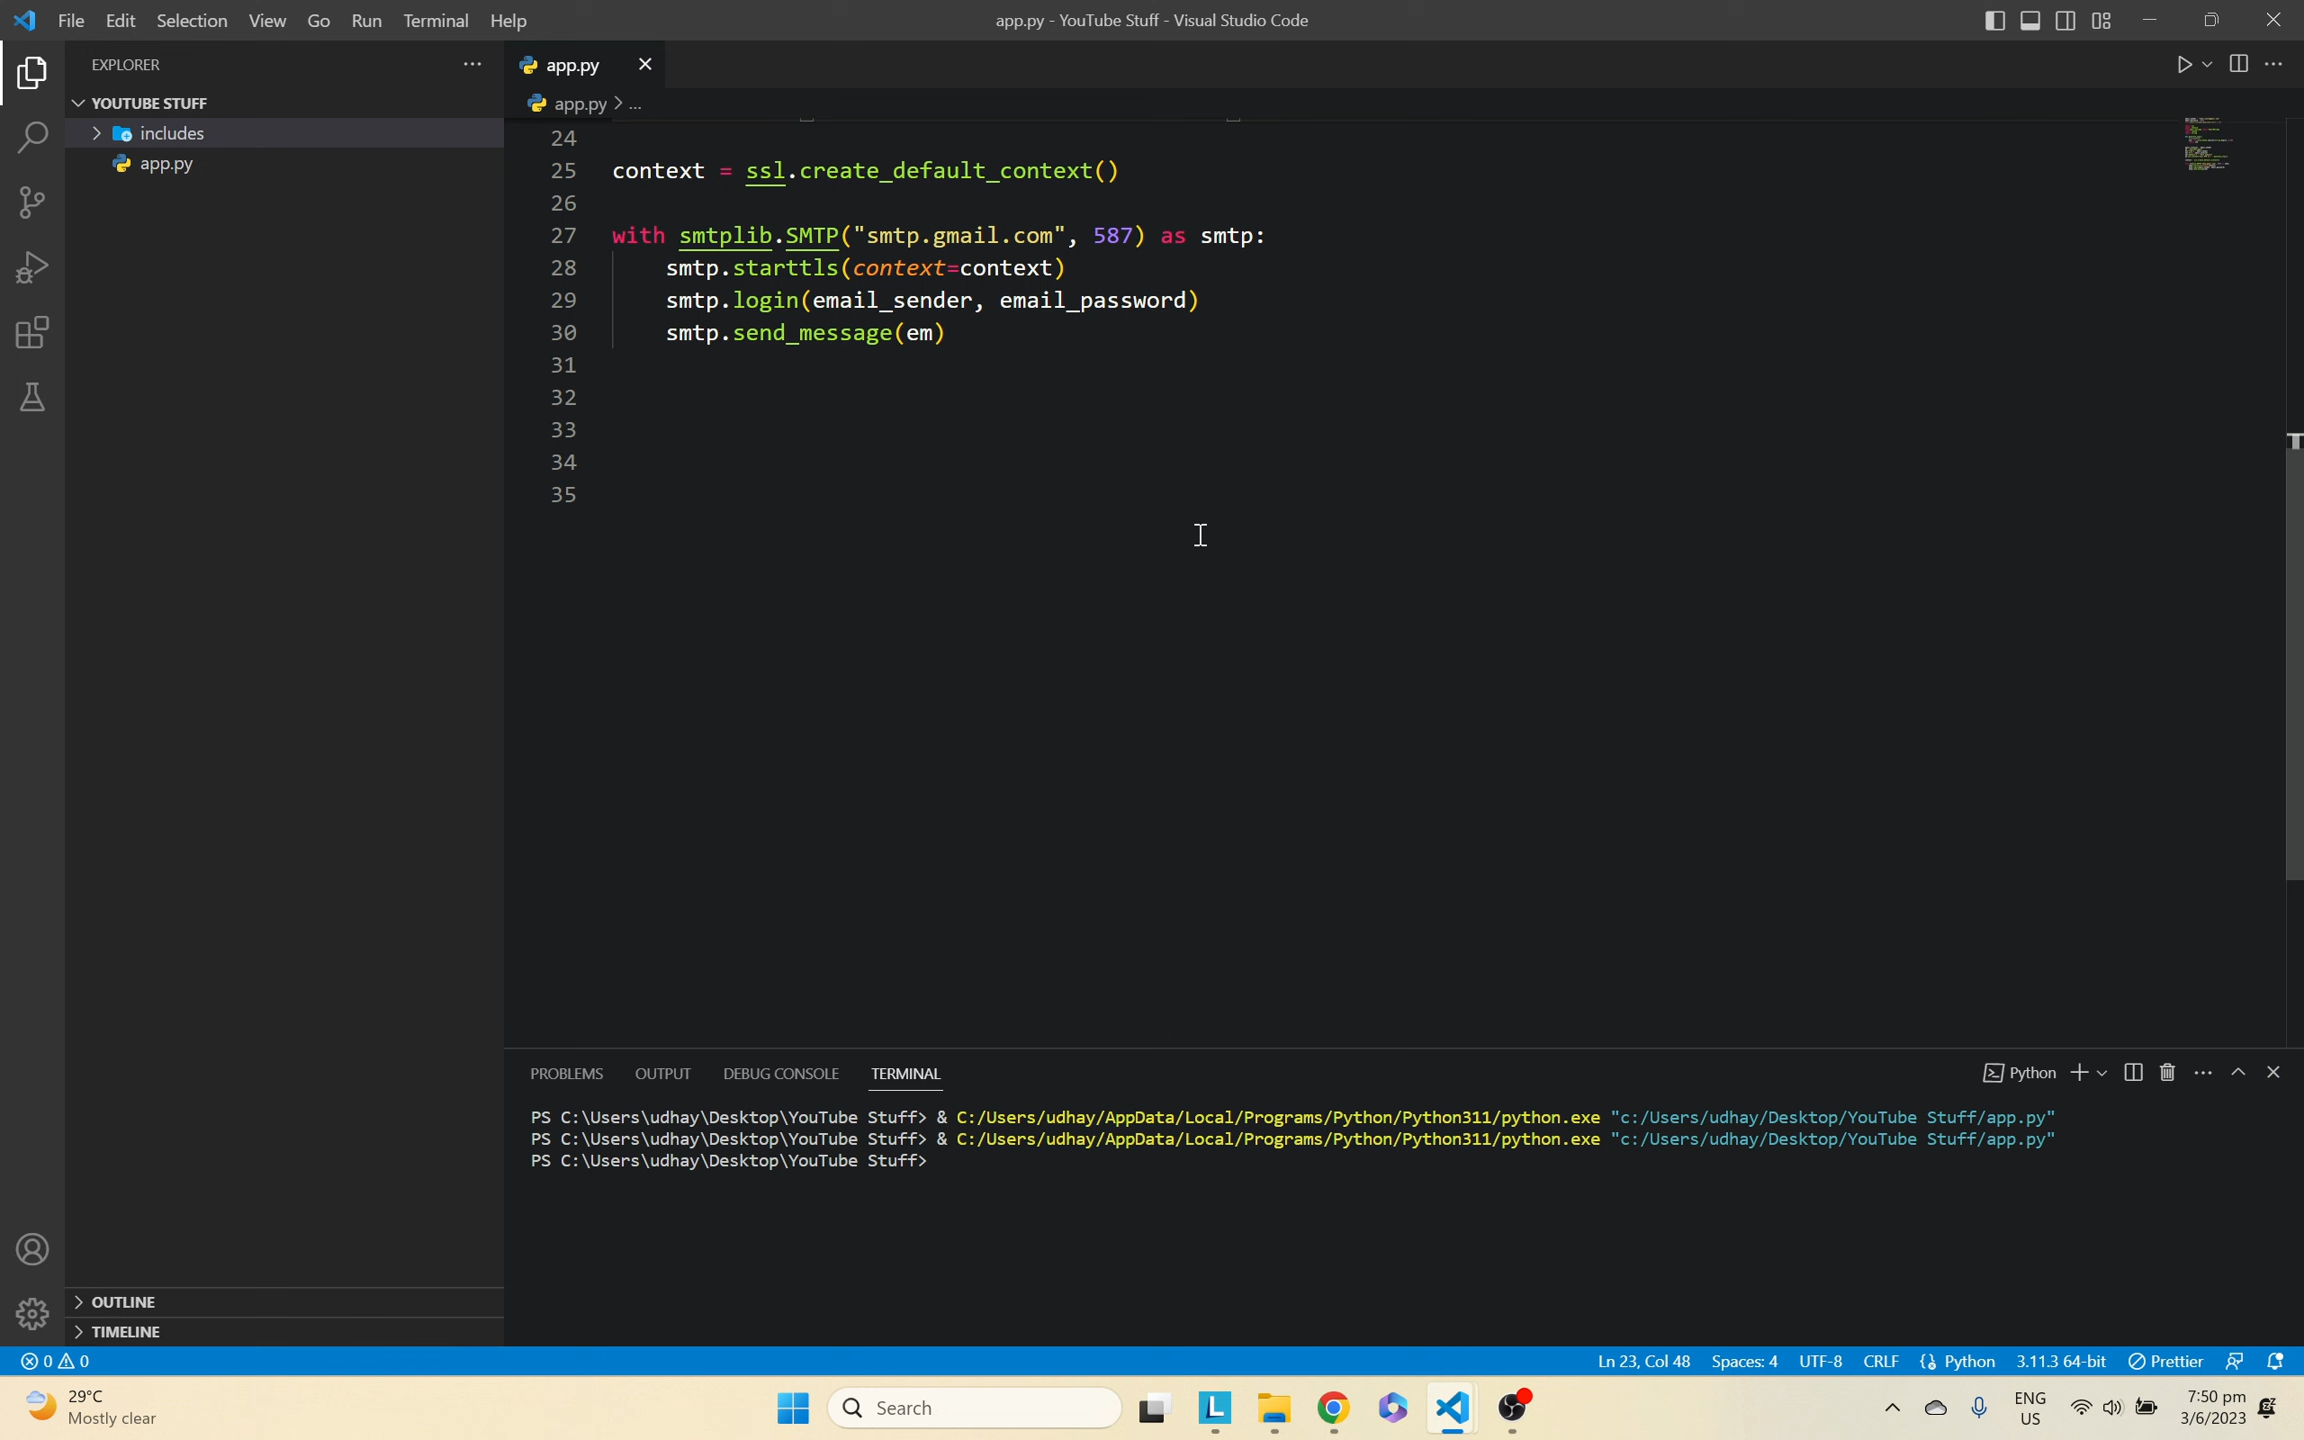 File Edit Selection View Go Run Terminal Help
app.py - YouTube Stuff - Visual Studio Code
EXPLORER
YOUTUBE STUFF
includes
app.py
OUTLINE
TIMELINE
app.py
app.py > ...
24
25 context = ssl.create_default_context()
26
27 with smtplib.SMTP("smtp.gmail.com", 587) as smtp:
28 smtp.starttls(context=context)
29 smtp.login(email_sender, email_password)
30 smtp.send_message(em)
31
32
33
34
35
PROBLEMS OUTPUT DEBUG CONSOLE TERMINAL
Python
PS C:\Users\udhay\Desktop\YouTube Stuff> & C:/Users/udhay/AppData/Local/Programs/Python/Python311/python.exe "c:/Users/udhay/Desktop/YouTube Stuff/app.py"
PS C:\Users\udhay\Desktop\YouTube Stuff> & C:/Users/udhay/AppData/Local/Programs/Python/Python311/python.exe "c:/Users/udhay/Desktop/YouTube Stuff/app.py"
PS C:\Users\udhay\Desktop\YouTube Stuff>
0 0
Ln 23, Col 48 Spaces: 4 UTF-8 CRLF Python 3.11.3 64-bit Prettier
29°C
Mostly clear
Search
ENG
US
7:50 pm
3/6/2023